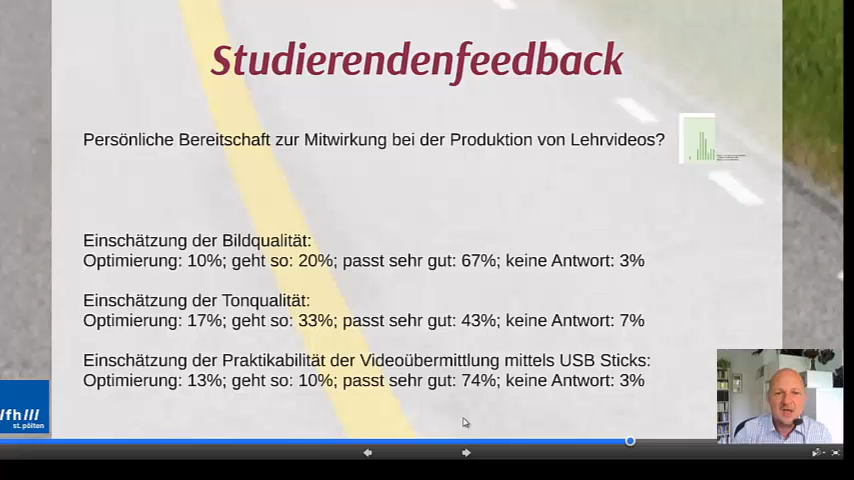 Studierendenfeedback
Persönliche Bereitschaft zur Mitwirkung bei der Produktion von Lehrvideos?
Einschätzung der Bildqualität:
Optimierung: 10%; geht so: 20%; passt sehr gut: 67%; keine Antwort: 3%
Einschätzung der Tonqualität:
Optimierung: 17%; geht so: 33%; passt sehr gut: 43%; keine Antwort: 7%
Einschätzung der Praktikabilität der Videoübermittlung mittels USB Sticks:
Optimierung: 13%; geht so: 10%; passt sehr gut: 74%; keine Antwort: 3%
/fh///
st.pölten